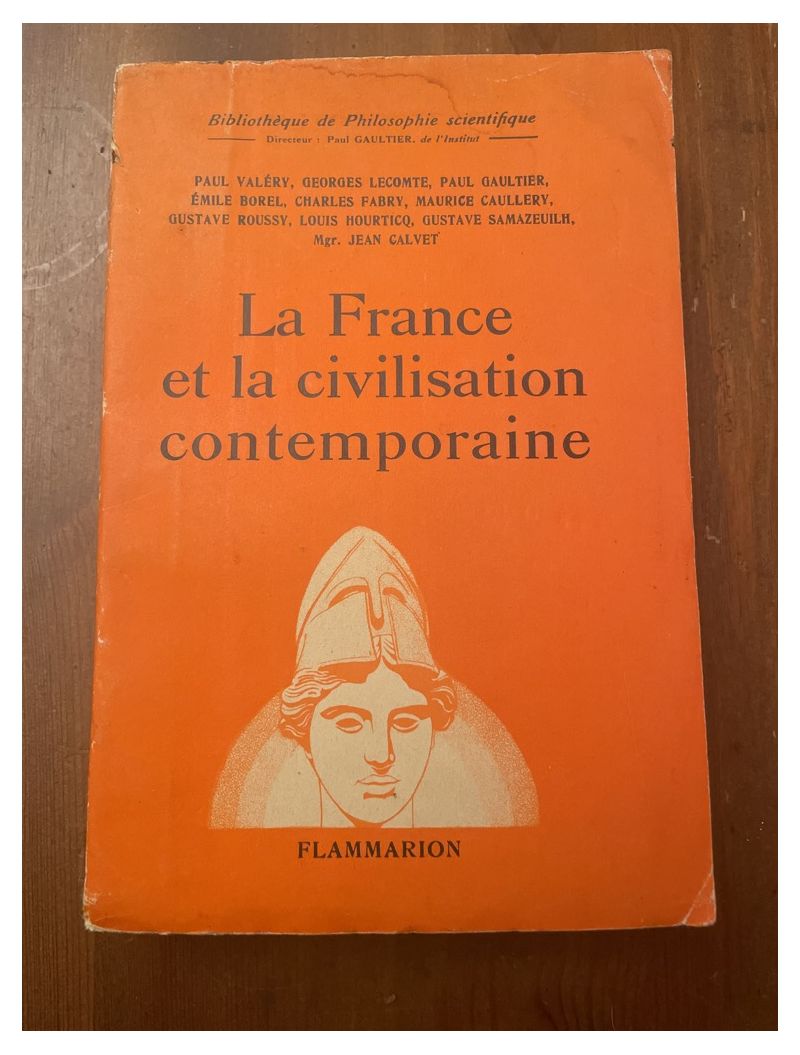 Bibliothèque de Philosophie scientifique
Directeur : Paul GAULTIER, de l'Institut
PAUL VALÉRY, GEORGES LECOMTE, PAUL GAULTIER,
ÉMILE BOREL, CHARLES FABRY, MAURICE CAULLERY,
GUSTAVE ROUSSY, LOUIS HOURTICQ, GUSTAVE SAMAZEUILH,
Mgr. JEAN CALVET
La France
et la civilisation
contemporaine
FLAMMARION